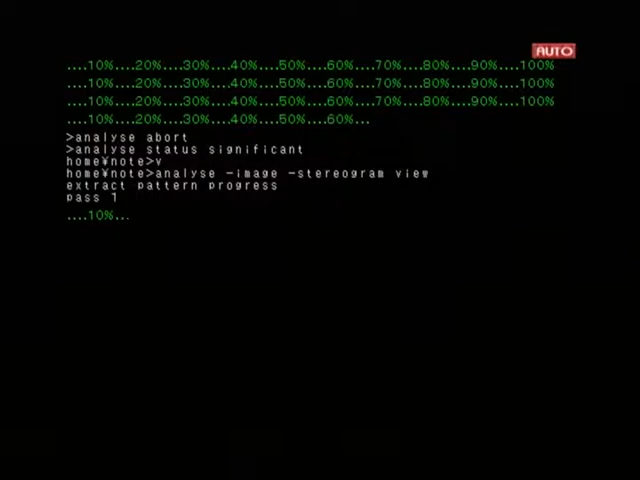 AUTO
....10%....20%....30%....40%....50%....60%....70%....80%....90%....100%
....10%....20%....30%....40%....50%....60%....70%....80%....90%....100%
....10%....20%....30%....40%....50%....60%....70%....80%....90%....100%
....10%....20%....30%....40%....50%....60%...
>analyse abort
>analyse status significant
home¥note>v
home¥note>analyse -image -stereogram view
extract pattern progress
pass 1
....10%...